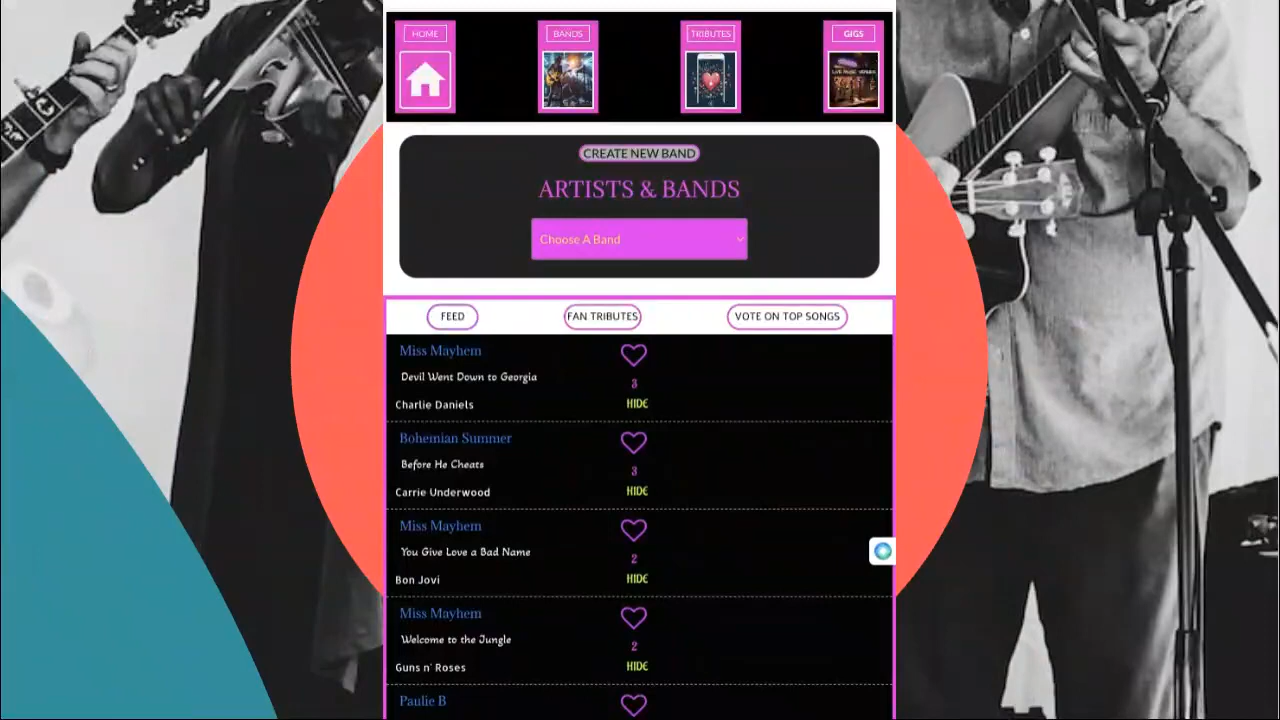 HOME
BANDS
TRIBUTES
GIGS
LIVE MUSIC VENUES
CREATE NEW BAND
ARTISTS & BANDS
Choose A Band
FEED
FAN TRIBUTES
VOTE ON TOP SONGS
Miss Mayhem
Devil Went Down to Georgia
3
Charlie Daniels
HIDE
Bohemian Summer
Before He Cheats
3
Carrie Underwood
HIDE
Miss Mayhem
You Give Love a Bad Name
2
Bon Jovi
HIDE
Miss Mayhem
Welcome to the Jungle
2
Guns n' Roses
HIDE
Paulie B